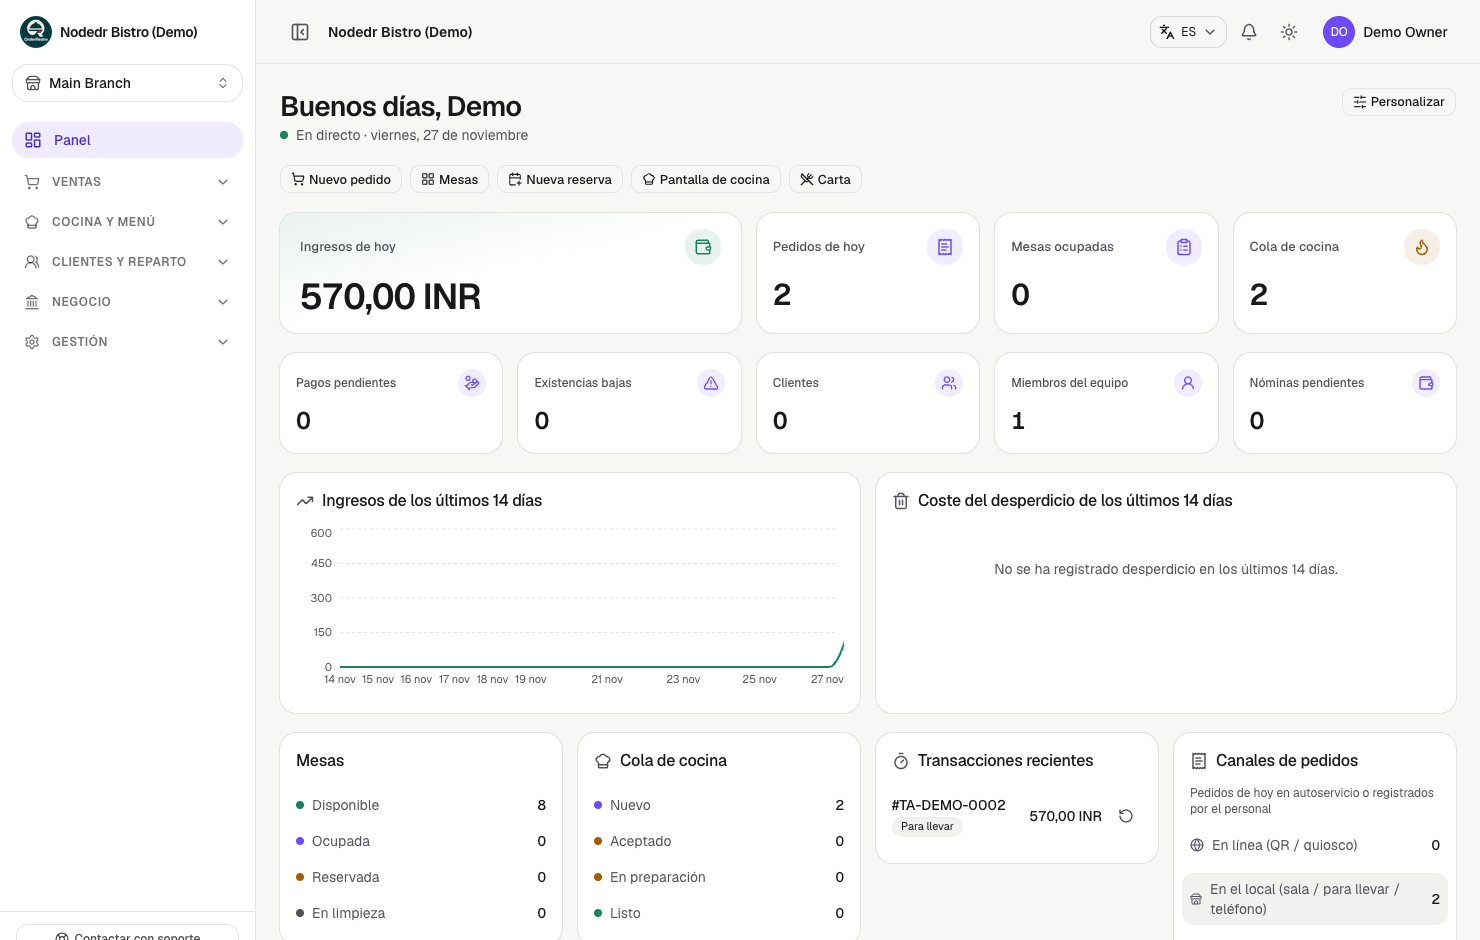 Nodedr Bistro (Demo)
Main Branch
Panel
VENTAS
COCINA Y MENÚ
CLIENTES Y REPARTO
NEGOCIO
GESTIÓN
Contactar con soporte
Nodedr Bistro (Demo)
ES
DO
Demo Owner
Buenos días, Demo
En directo · viernes, 27 de noviembre
Personalizar
Nuevo pedido
Mesas
Nueva reserva
Pantalla de cocina
Carta
Ingresos de hoy
570,00 INR
Pedidos de hoy
2
Mesas ocupadas
0
Cola de cocina
2
Pagos pendientes
0
Existencias bajas
0
Clientes
0
Miembros del equipo
1
Nóminas pendientes
0
Ingresos de los últimos 14 días
600
450
300
150
0
14 nov 15 nov 16 nov 17 nov 18 nov 19 nov 21 nov 23 nov 25 nov 27 nov
Coste del desperdicio de los últimos 14 días
No se ha registrado desperdicio en los últimos 14 días.
Mesas
Disponible 8
Ocupada 0
Reservada 0
En limpieza 0
Cola de cocina
Nuevo 2
Aceptado 0
En preparación 0
Listo 0
Transacciones recientes
#TA-DEMO-0002
Para llevar
570,00 INR
Canales de pedidos
Pedidos de hoy en autoservicio o registrados
por el personal
En línea (QR / quiosco) 0
En el local (sala / para llevar /
teléfono) 2